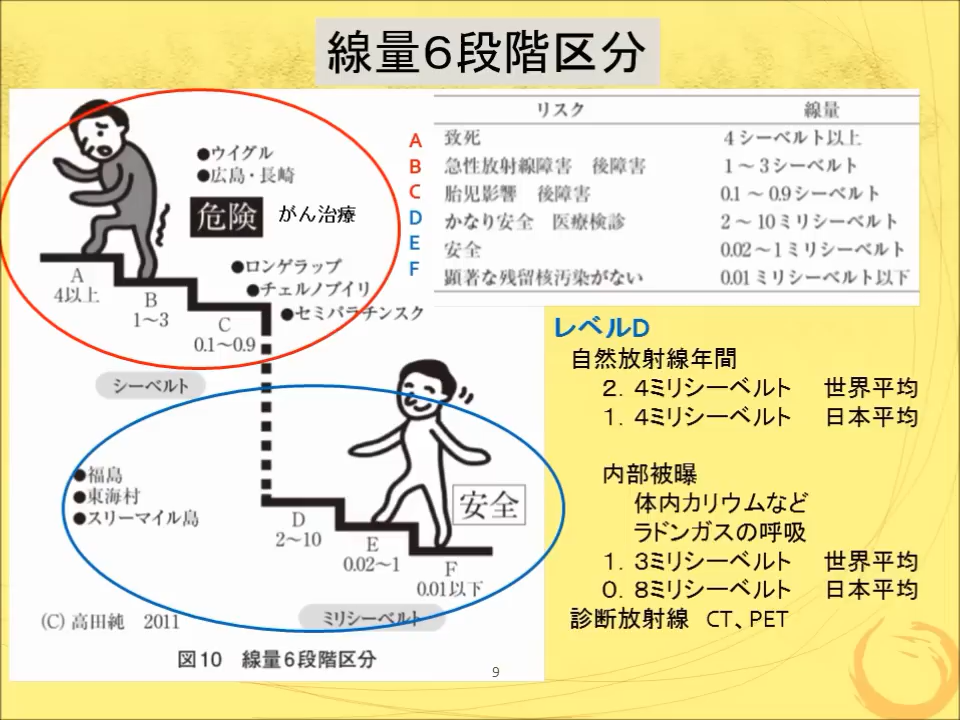 線量６段階区分
●ウイグル
●広島・長崎
危険 がん治療
●ロンゲラップ
●チェルノブイリ
●セミパラチンスク
A
4以上
B
1～3
C
0.1～0.9
シーベルト
●福島
●東海村
●スリーマイル島
安全
D
2～10
E
0.02～1
F
0.01以下
ミリシーベルト
(C) 高田純 2011
図10 線量6段階区分
リスク 線量
A 致死 4シーベルト以上
B 急性放射線障害 後障害 1～3シーベルト
C 胎児影響 後障害 0.1～0.9シーベルト
D かなり安全 医療検診 2～10ミリシーベルト
E 安全 0.02～1ミリシーベルト
F 顕著な残留核汚染がない 0.01ミリシーベルト以下
レベルD
自然放射線年間
２．４ミリシーベルト 世界平均
１．４ミリシーベルト 日本平均
内部被曝
体内カリウムなど
ラドンガスの呼吸
１．３ミリシーベルト 世界平均
０．８ミリシーベルト 日本平均
診断放射線 CT、PET
9